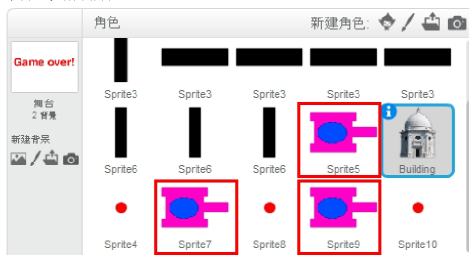 角色
新建角色:
Game over!
舞台
2 背景
新建背景
Sprite3 Sprite3 Sprite3 Sprite3 Sprite3
Sprite6 Sprite6 Sprite6 Sprite5 Building
Sprite4 Sprite7 Sprite8 Sprite9 Sprite10